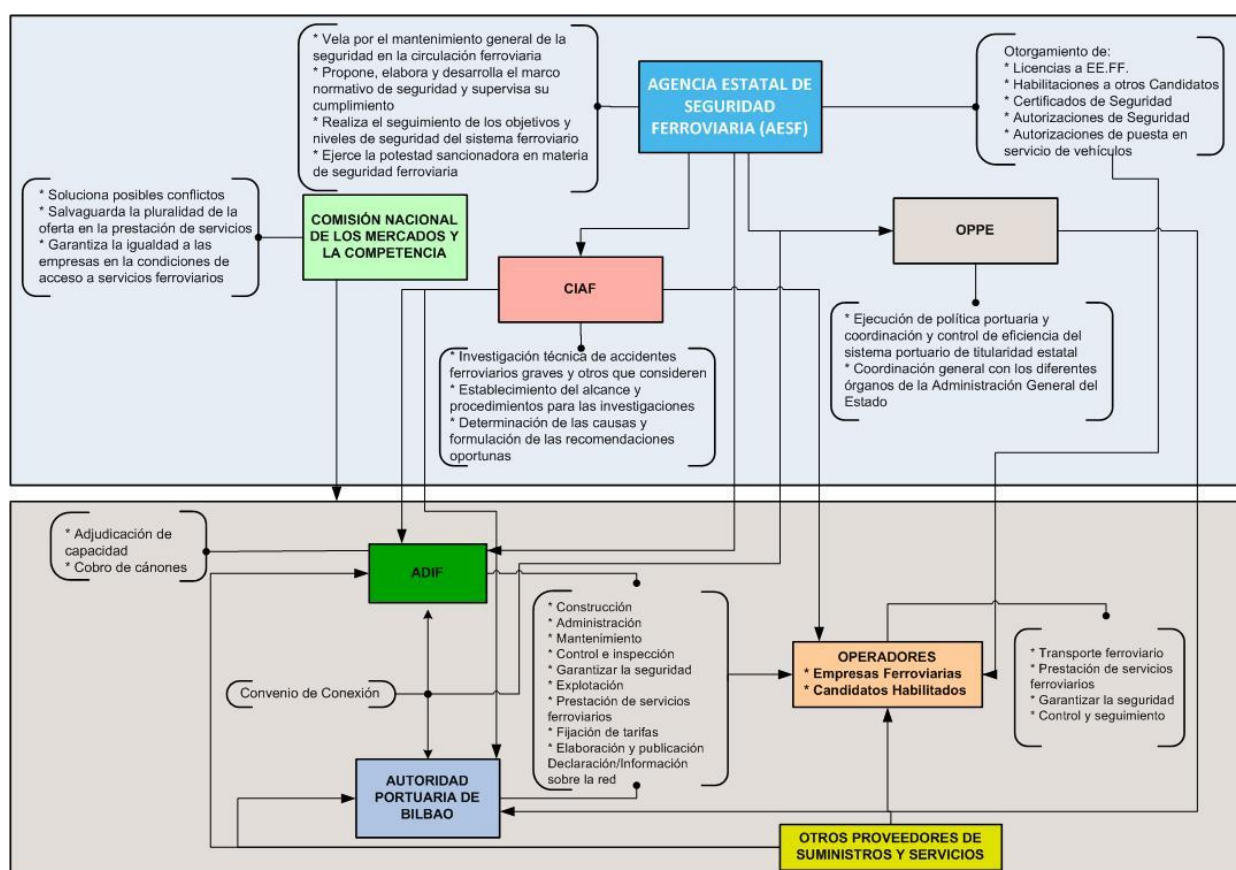 * Vela por el mantenimiento general de la
seguridad en la circulación ferroviaria
* Propone, elabora y desarrolla el marco
normativo de seguridad y supervisa su
cumplimiento
* Realiza el seguimiento de los objetivos y
niveles de seguridad del sistema ferroviario
* Ejerce la potestad sancionadora en materia
de seguridad ferroviaria
AGENCIA ESTATAL DE
SEGURIDAD
FERROVIARIA (AESF)
Otorgamiento de:
* Licencias a EE.FF.
* Habilitaciones a otros Candidatos
* Certificados de Seguridad
* Autorizaciones de Seguridad
* Autorizaciones de puesta en
servicio de vehículos
* Soluciona posibles conflictos
* Salvaguarda la pluralidad de la
oferta en la prestación de servicios
* Garantiza la igualdad a las
empresas en la condiciones de
acceso a servicios ferroviarios
COMISIÓN NACIONAL
DE LOS MERCADOS Y
LA COMPETENCIA
OPPE
CIAF
* Ejecución de política portuaria y
coordinación y control de eficiencia del
sistema portuario de titularidad estatal
* Coordinación general con los diferentes
órganos de la Administración General del
Estado
* Investigación técnica de accidentes
ferroviarios graves y otros que consideren
* Establecimiento del alcance y
procedimientos para las investigaciones
* Determinación de las causas y
formulación de las recomendaciones
oportunas
* Adjudicación de
capacidad
* Cobro de cánones
ADIF
* Construcción
* Administración
* Mantenimiento
* Control e inspección
* Garantizar la seguridad
* Explotación
* Prestación de servicios
ferroviarios
* Fijación de tarifas
* Elaboración y publicación
Declaración/Información
sobre la red
OPERADORES
* Empresas Ferroviarias
* Candidatos Habilitados
* Transporte ferroviario
* Prestación de servicios
ferroviarios
* Garantizar la seguridad
* Control y seguimiento
Convenio de Conexión
AUTORIDAD
PORTUARIA DE
BILBAO
OTROS PROVEEDORES DE
SUMINISTROS Y SERVICIOS